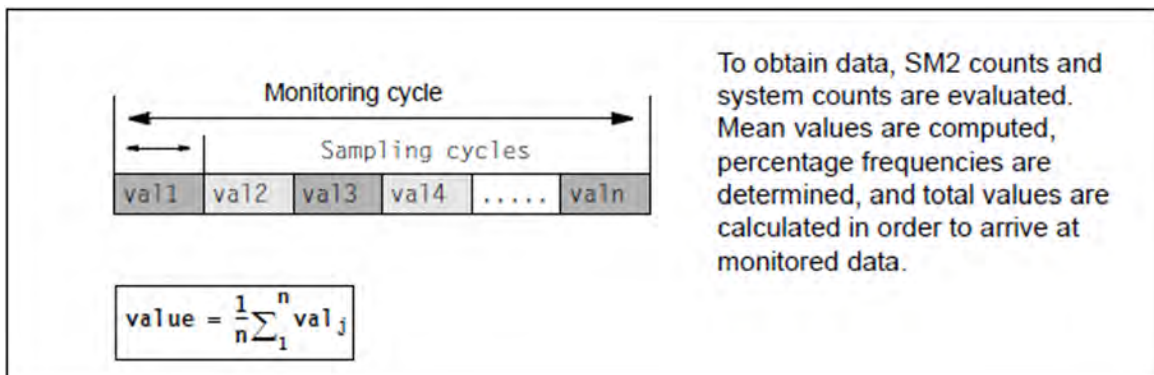 Monitoring cycle
Sampling cycles
val1 val2 val3 val4 ..... valn
value = 1/n ∑ 1 n val j
To obtain data, SM2 counts and
system counts are evaluated.
Mean values are computed,
percentage frequencies are
determined, and total values are
calculated in order to arrive at
monitored data.